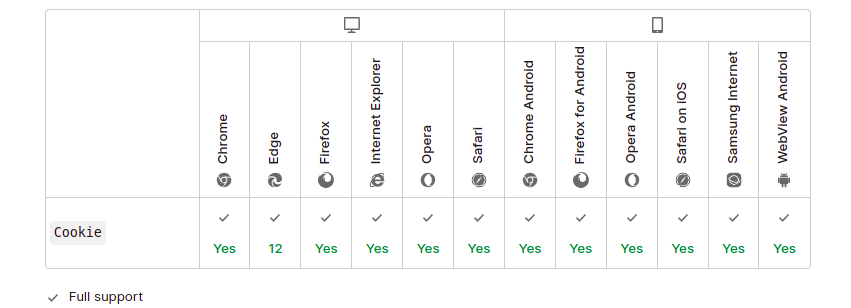 Chrome
Edge
Firefox
Internet Explorer
Opera
Safari
Chrome Android
Firefox for Android
Opera Android
Safari on iOS
Samsung Internet
WebView Android
Cookie
Yes 12 Yes Yes Yes Yes Yes Yes Yes Yes Yes Yes
Full support